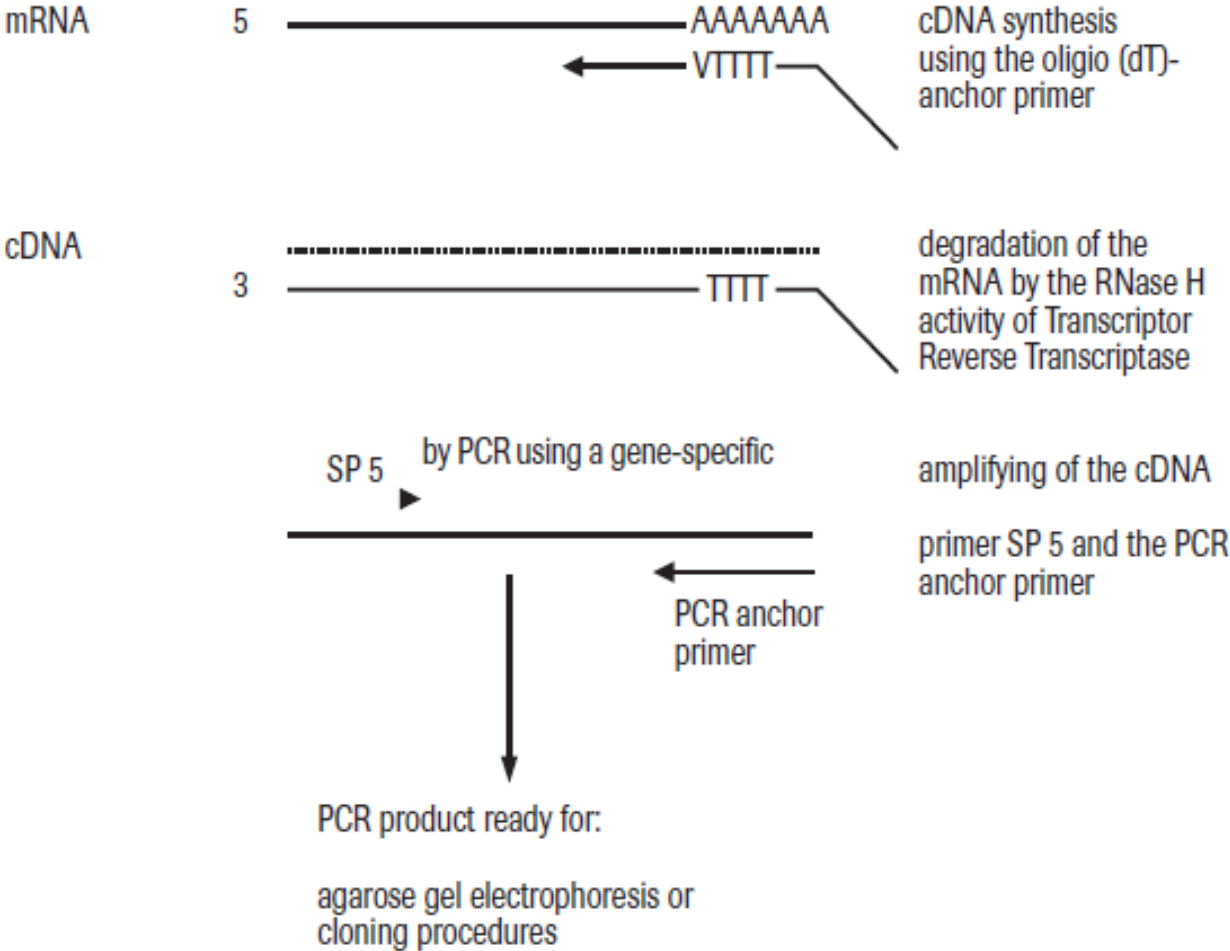 mRNA 5 AAAAAAA cDNA synthesis
VTTTT using the oligio (dT)-
anchor primer
cDNA degradation of the
3 TTTT mRNA by the RNase H
activity of Transcriptor
Reverse Transcriptase
SP 5 by PCR using a gene-specific amplifying of the cDNA
primer SP 5 and the PCR
anchor primer
PCR anchor
primer
PCR product ready for:
agarose gel electrophoresis or
cloning procedures